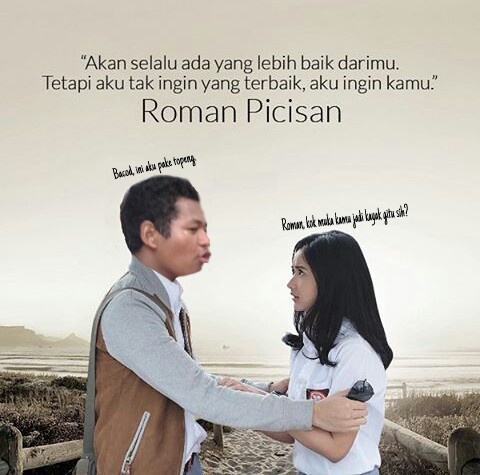 “Akan selalu ada yang lebih baik darimu.
Tetapi aku tak ingin yang terbaik, aku ingin kamu.”
Roman Picisan
Bacod, ini aku pake topeng.
Roman, kok muka kamu jadi kayak gitu sih?